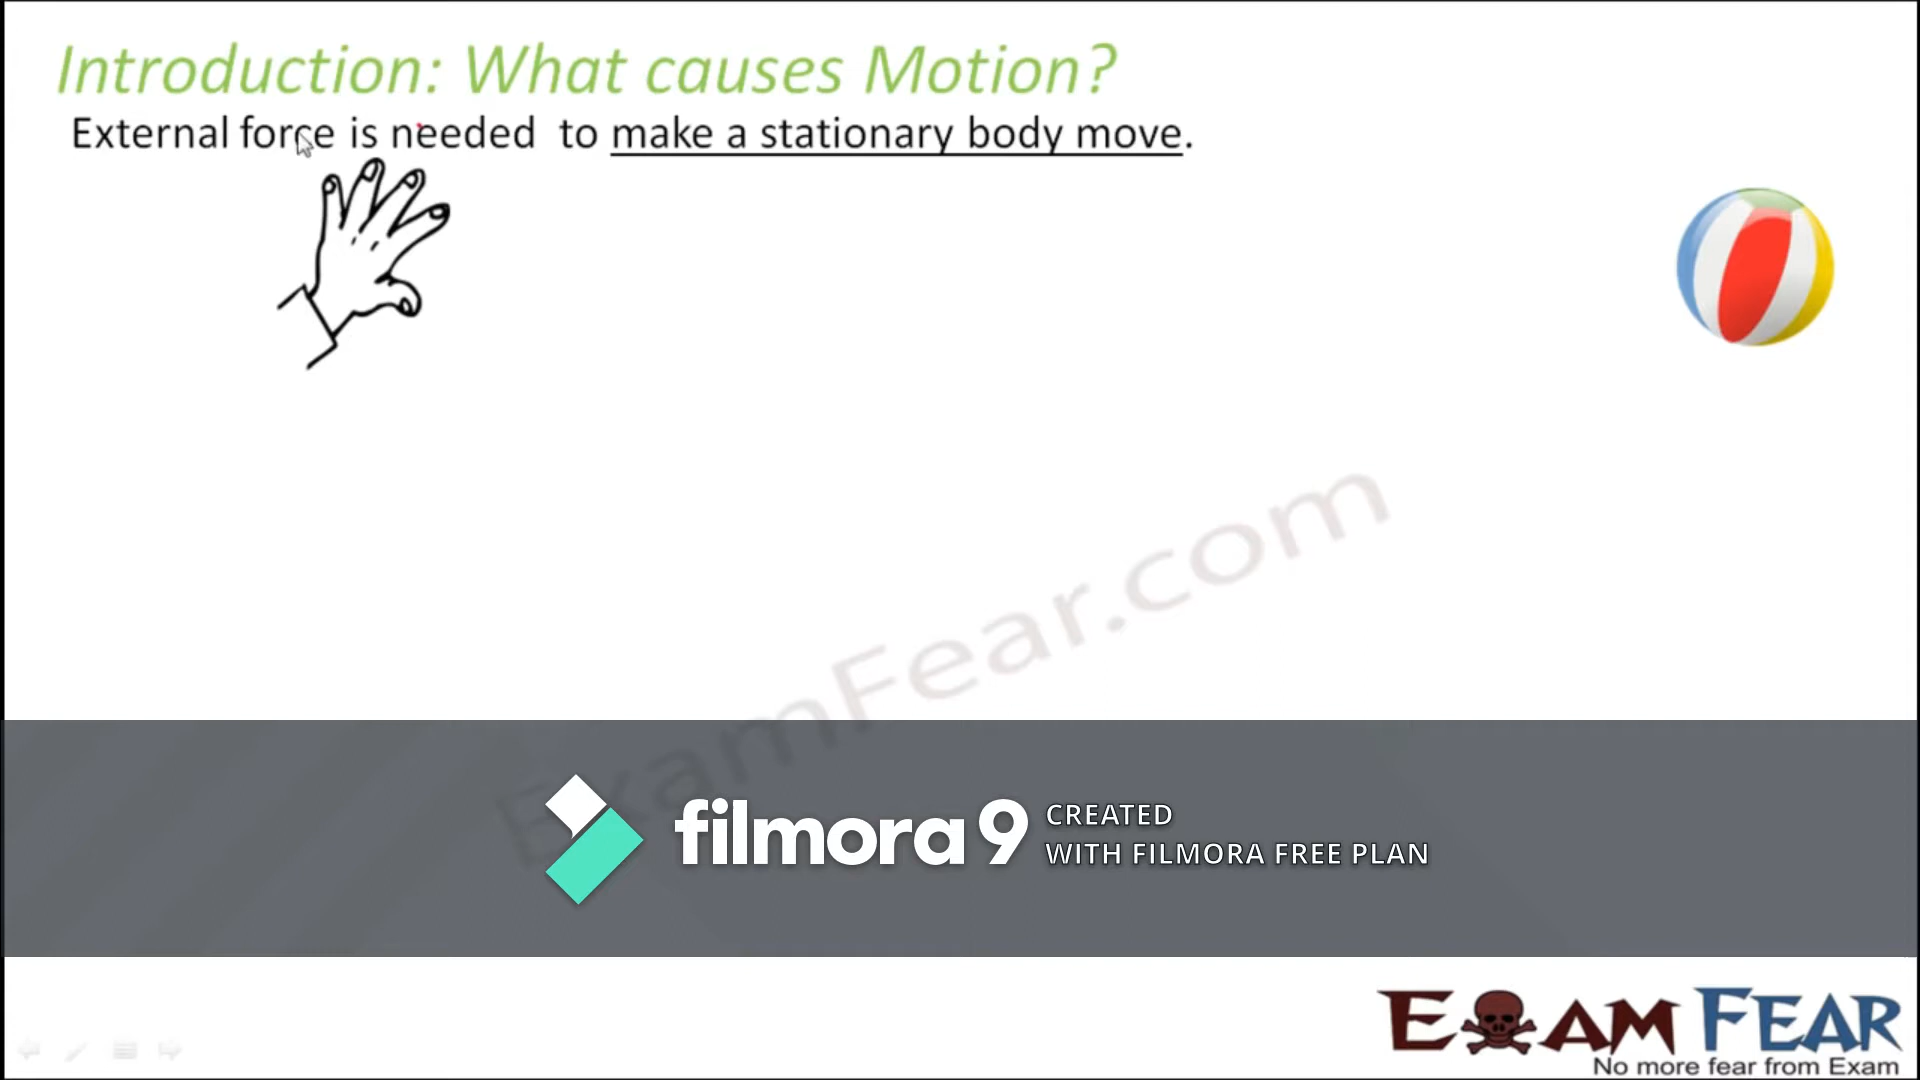 Introduction: What causes Motion?
External force is needed to make a stationary body move.
ExamFear.com
filmora 9
CREATED
WITH FILMORA FREE PLAN
EXAM FEAR
No more fear from Exam